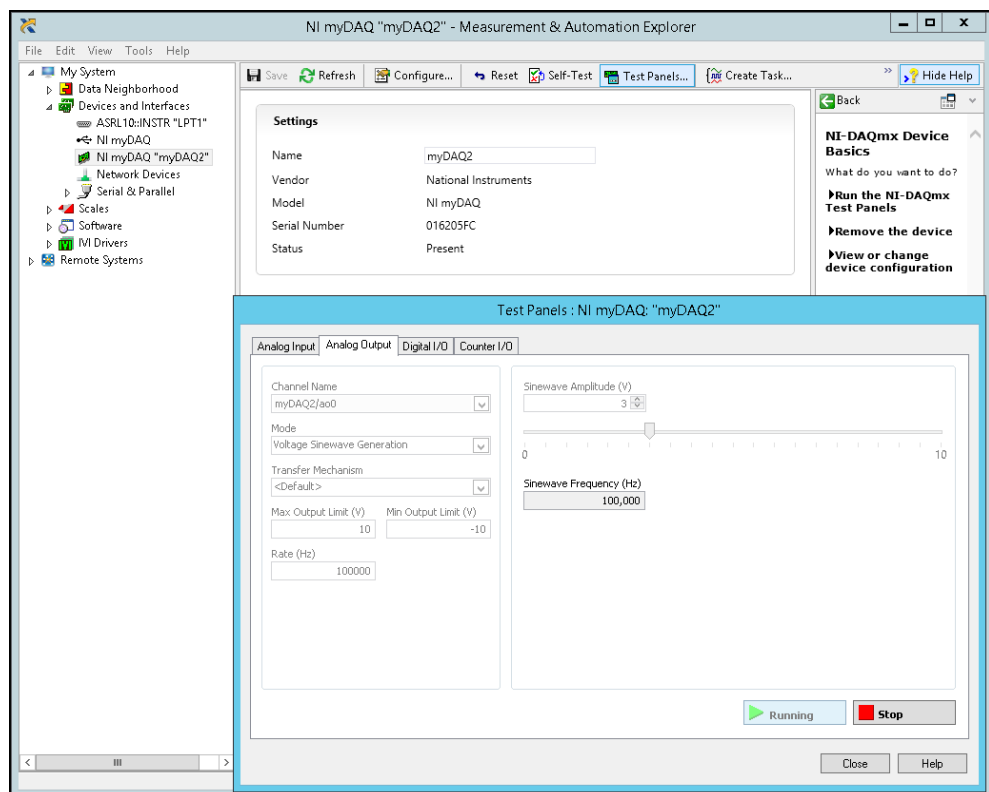 NI myDAQ "myDAQ2" - Measurement & Automation Explorer
File Edit View Tools Help
My System
Data Neighborhood
Devices and Interfaces
ASRL10::INSTR "LPT1"
NI myDAQ
NI myDAQ "myDAQ2"
Network Devices
Serial & Parallel
Scales
Software
IVI Drivers
Remote Systems
Save Refresh Configure... Reset Self-Test Test Panels... Create Task... » Hide Help
Settings
Name myDAQ2
Vendor National Instruments
Model NI myDAQ
Serial Number 016205FC
Status Present
Back
NI-DAQmx Device
Basics
What do you want to do?
Run the NI-DAQmx
Test Panels
Remove the device
View or change
device configuration
Test Panels : NI myDAQ: "myDAQ2"
Analog Input Analog Output Digital I/O Counter I/O
Channel Name
myDAQ2/ao0
Mode
Voltage Sinewave Generation
Transfer Mechanism
<Default>
Max Output Limit (V) Min Output Limit (V)
10 -10
Rate (Hz)
100000
Sinewave Amplitude (V)
3
0 10
Sinewave Frequency (Hz)
100,000
Running Stop
Close Help